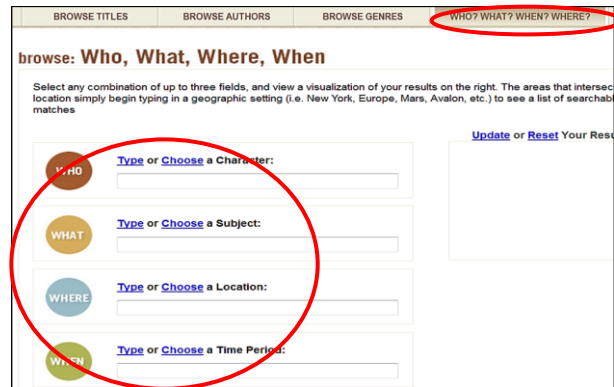 BROWSE TITLES BROWSE AUTHORS BROWSE GENRES WHO? WHAT? WHEN? WHERE?
browse: Who, What, Where, When
Select any combination of up to three fields, and view a visualization of your results on the right. The areas that intersec
location simply begin typing in a geographic setting (i.e. New York, Europe, Mars, Avalon, etc.) to see a list of searchabl
matches
Update or Reset Your Resu
WHO Type or Choose a Character:
WHAT Type or Choose a Subject:
WHERE Type or Choose a Location:
WHEN Type or Choose a Time Period: